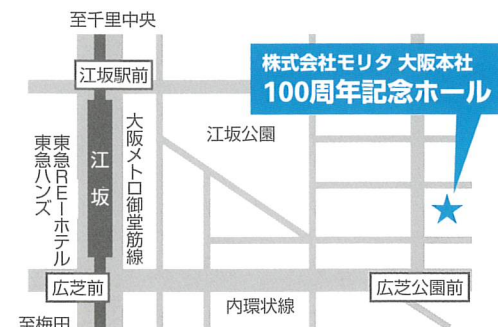 至千里中央
江坂駅前
株式会社モリタ 大阪本社
100周年記念ホール
江坂公園
大阪メトロ御堂筋線
江坂
東急REIホテル
東急ハンズ
広芝前
広芝公園前
内環状線
至梅田